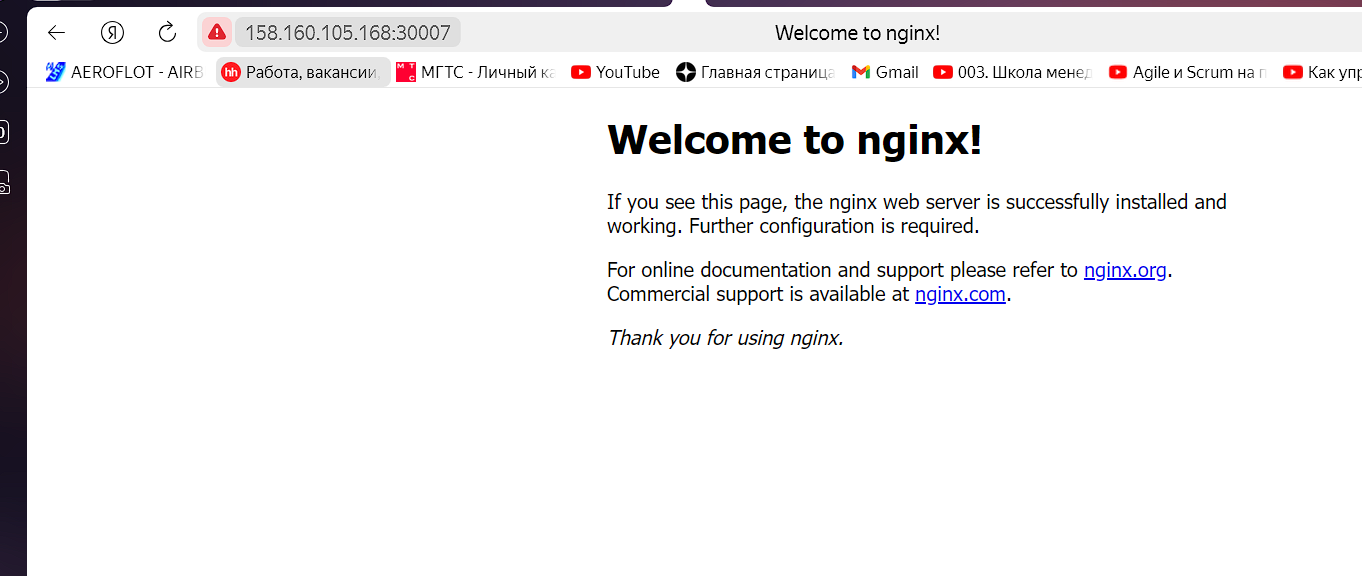 158.160.105.168:30007 Welcome to nginx!
AEROFLOT - AIRB hh Работа, вакансии, МТС МГТС - Личный ка YouTube Главная страница Gmail 003. Школа менед Agile и Scrum на п Как упр
Welcome to nginx!
If you see this page, the nginx web server is successfully installed and
working. Further configuration is required.
For online documentation and support please refer to nginx.org.
Commercial support is available at nginx.com.
Thank you for using nginx.